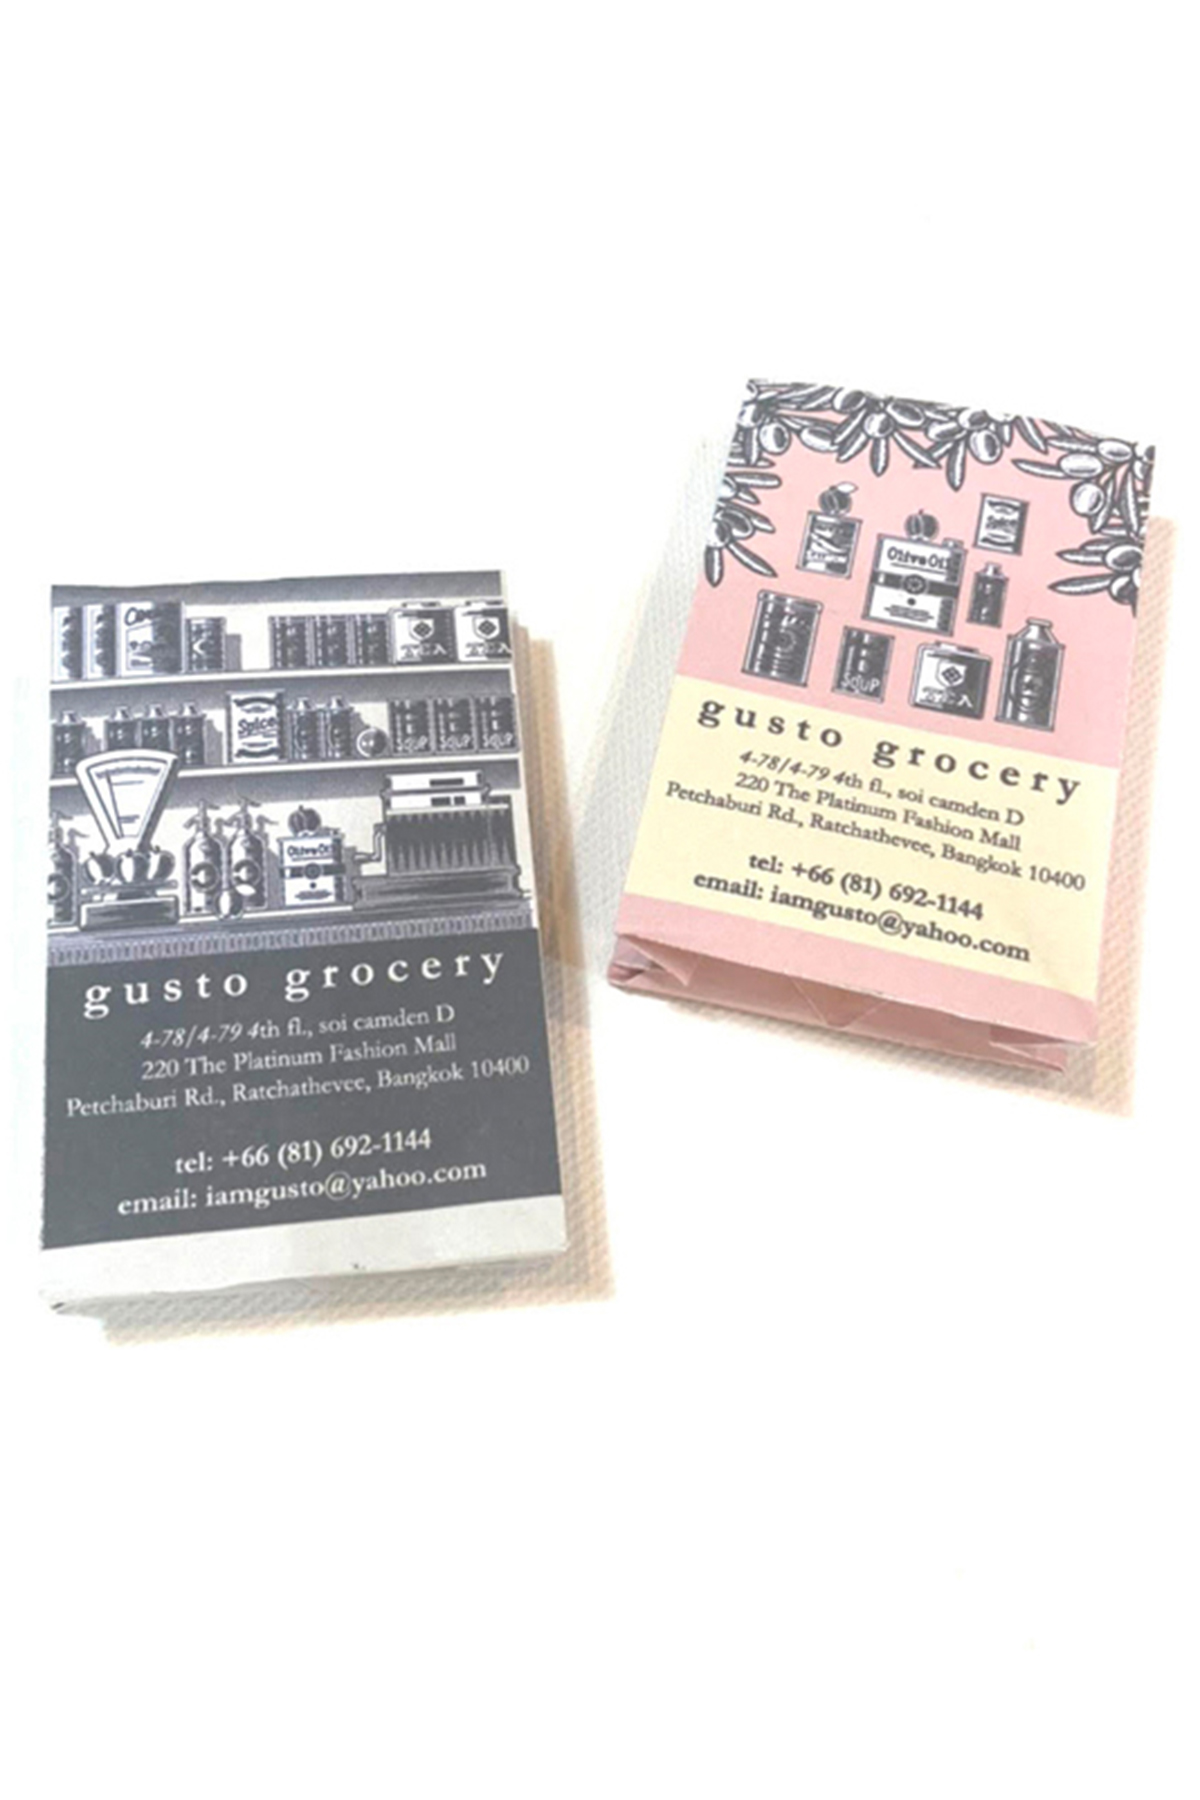 Spice
TEA
TEA
SOUP
SOUP
SOUP
Olive Oil
gusto grocery
4-78/4-79 4th fl., soi camden D
220 The Platinum Fashion Mall
Petchaburi Rd., Ratchathevee, Bangkok 10400
tel: +66 (81) 692-1144
email: iamgusto@yahoo.com
Spice
Olive Oil
SOUP
TEA
gusto grocery
4-78/4-79 4th fl., soi camden D
220 The Platinum Fashion Mall
Petchaburi Rd., Ratchathevee, Bangkok 10400
tel: +66 (81) 692-1144
email: iamgusto@yahoo.com